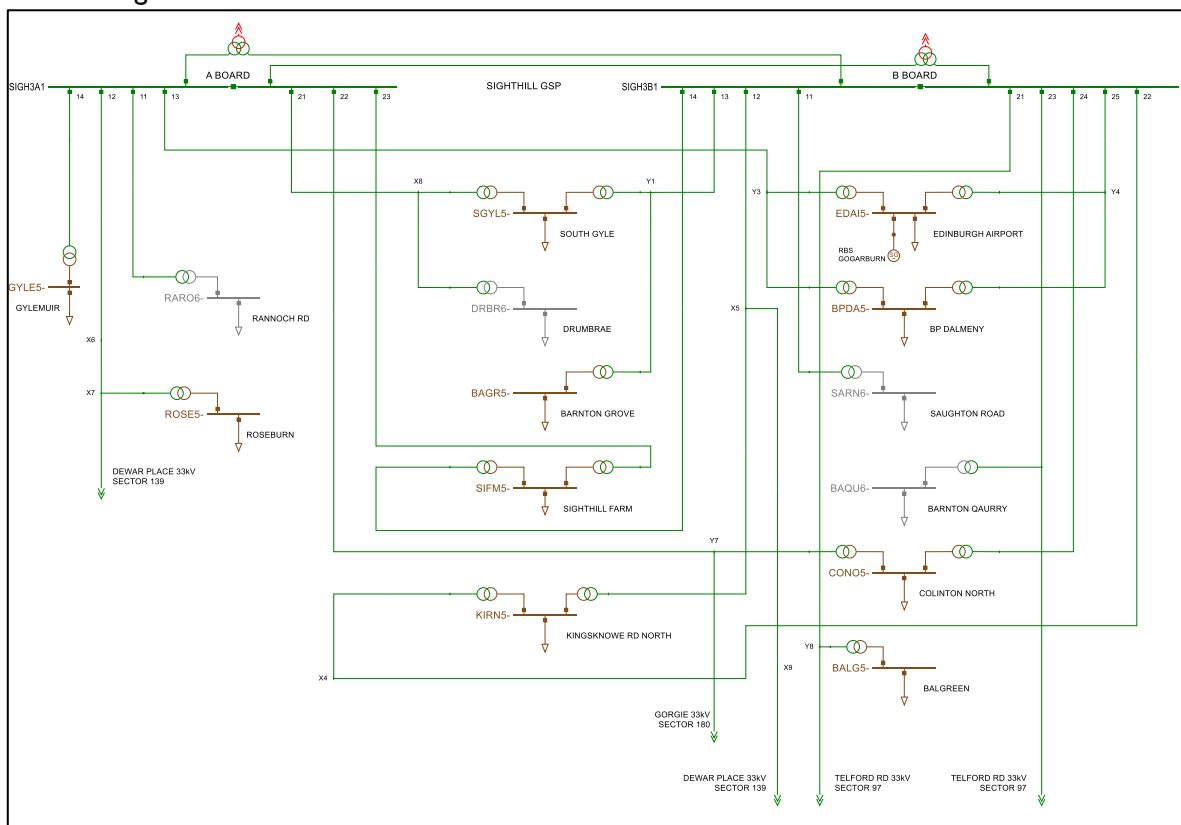 A BOARD
B BOARD
SIGH3A1
SIGHTHILL GSP
SIGH3B1
14
12
11
13
21
22
23
14
13
12
11
21
23
24
25
22
X8
Y1
Y3
Y4
SGYL5-
SOUTH GYLE
EDAI5-
EDINBURGH AIRPORT
RBS
GOGARBURN
SG
GYLE5-
GYLEMUIR
RARO6-
RANNOCH RD
DRBR6-
DRUMBRAE
X5
BPDA5-
BP DALMENY
X6
X7
ROSE5-
ROSEBURN
BAGR5-
BARNTON GROVE
SARN6-
SAUGHTON ROAD
DEWAR PLACE 33kV
SECTOR 139
SIFM5-
SIGHTHILL FARM
BAQU6-
BARNTON QAURRY
Y7
CONO5-
COLINTON NORTH
KIRN5-
KINGSKNOWE RD NORTH
X4
X9
Y8
BALG5-
BALGREEN
GORGIE 33kV
SECTOR 180
DEWAR PLACE 33kV
SECTOR 139
TELFORD RD 33kV
SECTOR 97
TELFORD RD 33kV
SECTOR 97